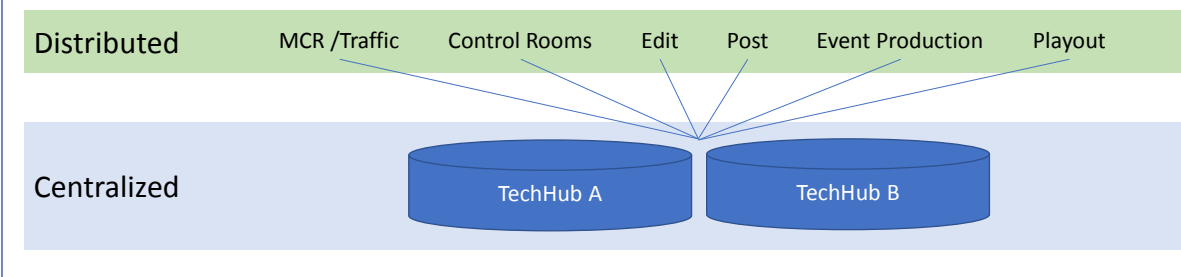 Distributed MCR /Traffic Control Rooms Edit Post Event Production Playout
Centralized TechHub A TechHub B